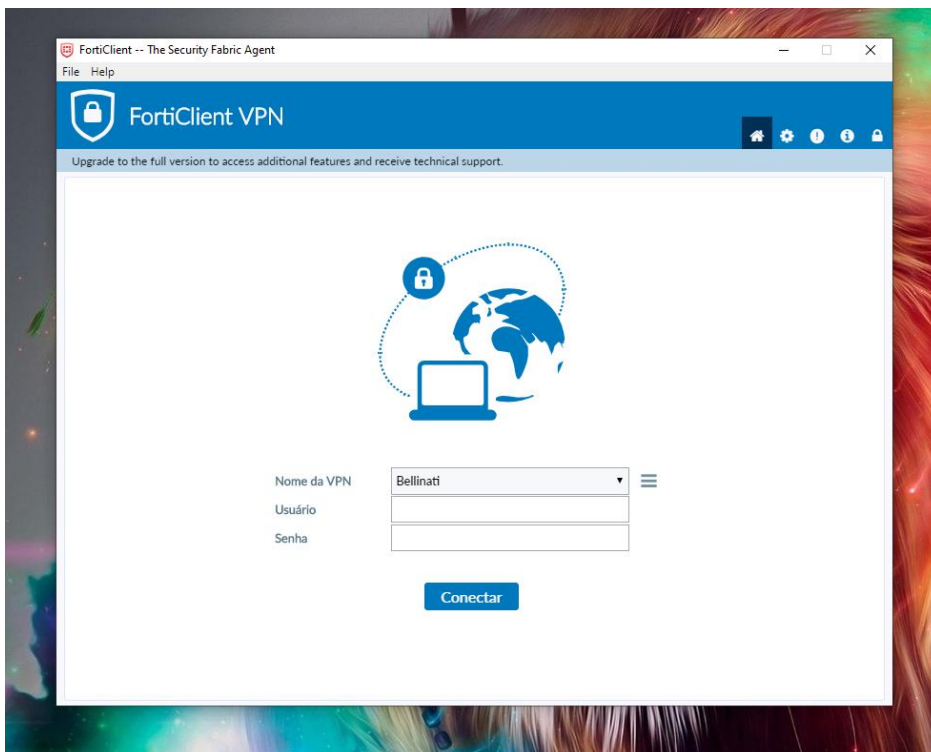 FortiClient -- The Security Fabric Agent
File Help
FortiClient VPN
Upgrade to the full version to access additional features and receive technical support.
Nome da VPN Bellinati
Usuário
Senha
Conectar